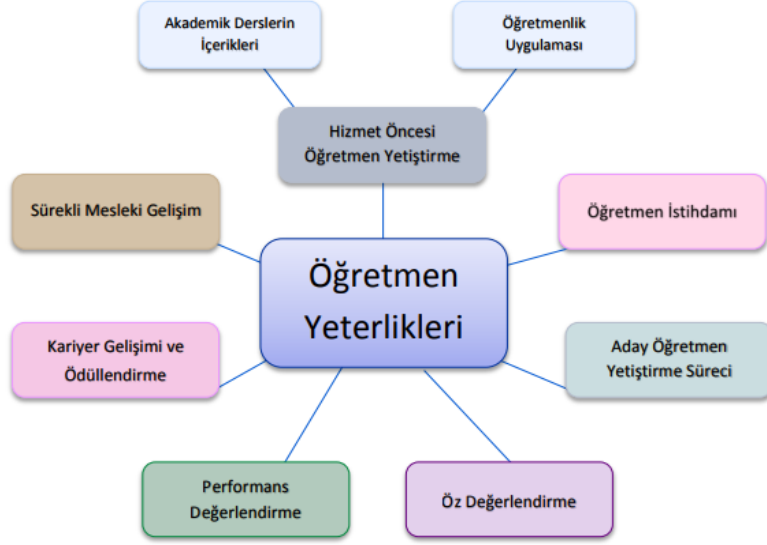 Akademik Derslerin
İçerikleri
Öğretmenlik
Uygulaması
Hizmet Öncesi
Öğretmen Yetiştirme
Sürekli Mesleki Gelişim
Öğretmen İstihdamı
Öğretmen
Yeterlikleri
Kariyer Gelişimi ve
Ödüllendirme
Aday Öğretmen
Yetiştirme Süreci
Performans
Değerlendirme
Öz Değerlendirme